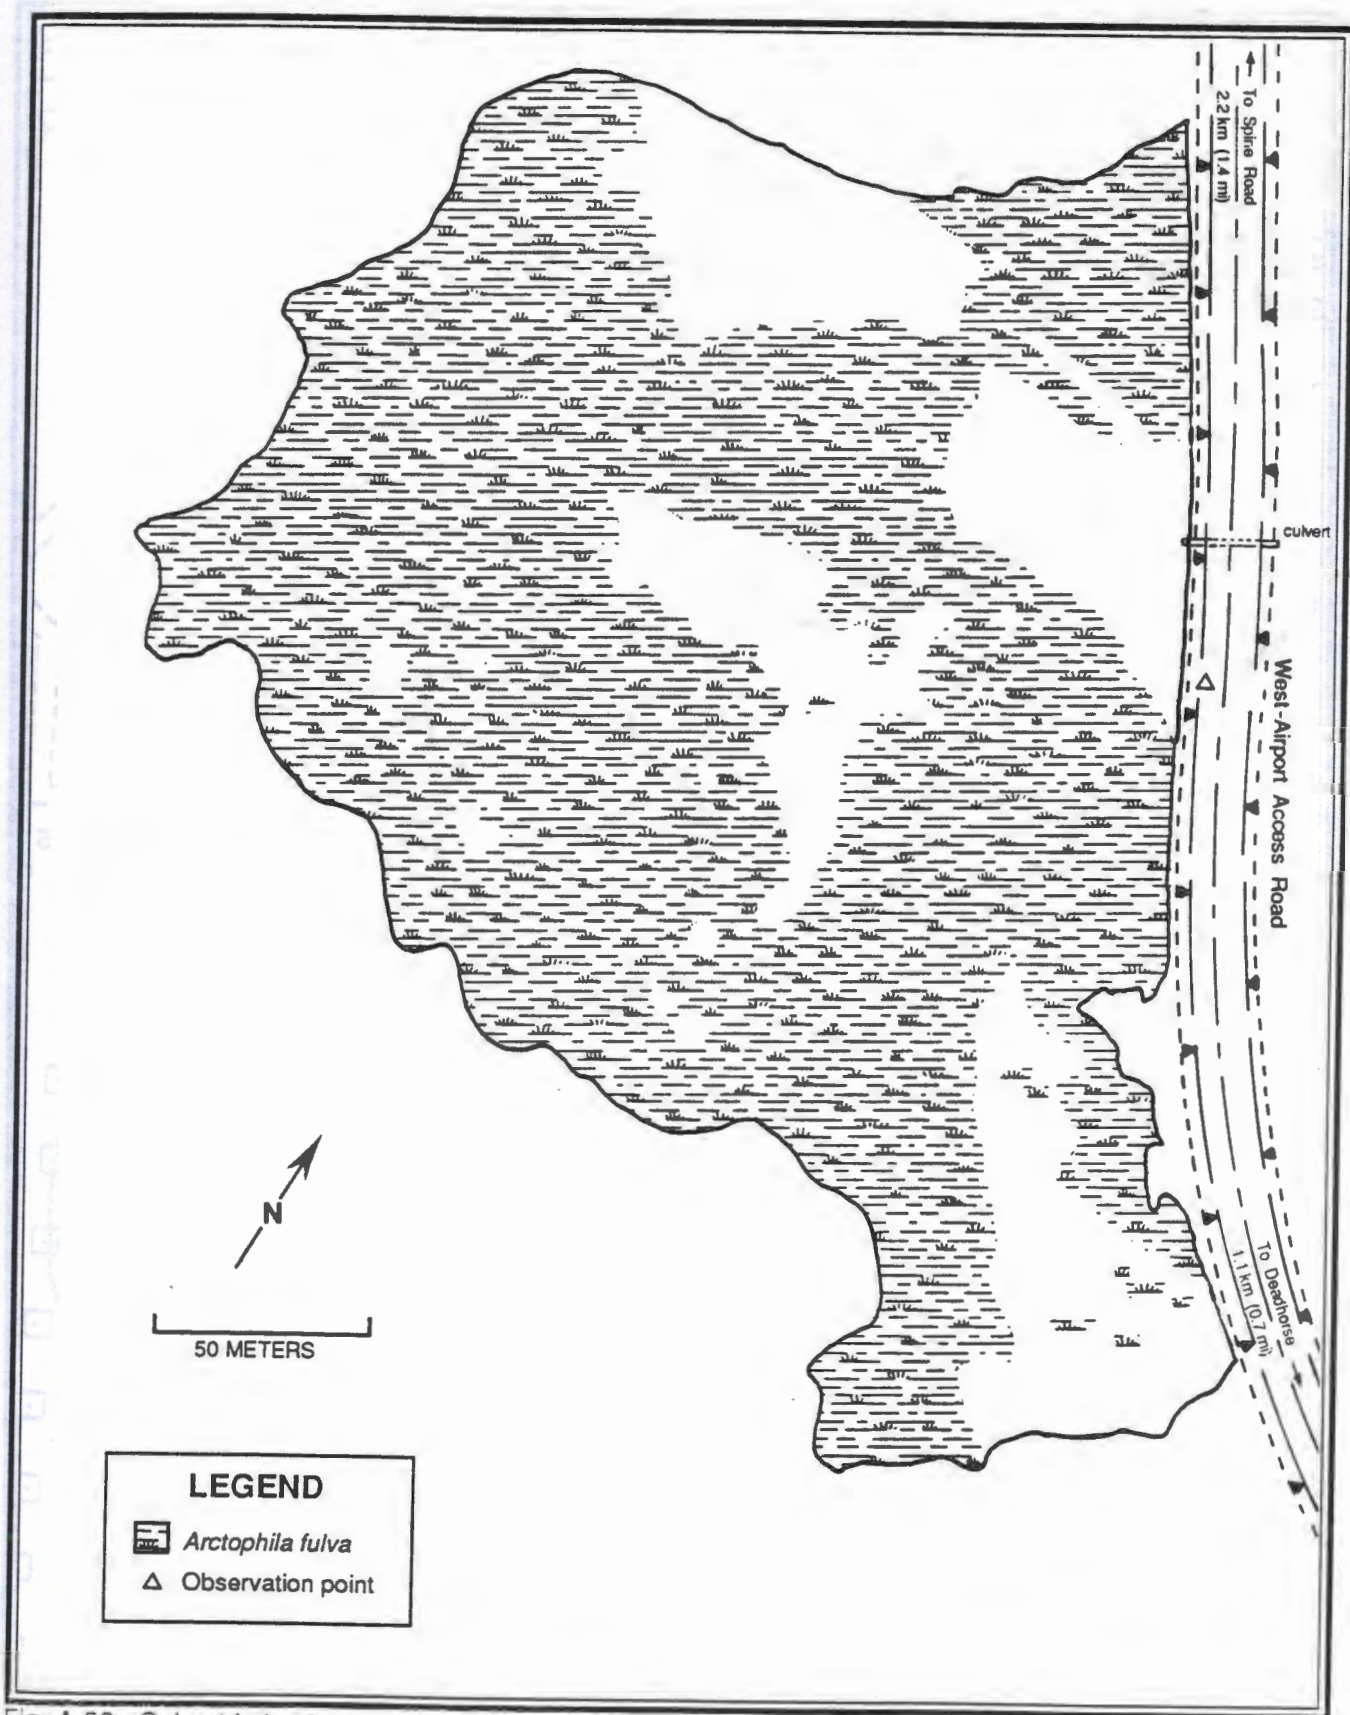 To Spine Road
2.2 km (1.4 mi)
culvert
West-Airport Access Road
To Deadhorse
1.1 km (0.7 mi)
N
50 METERS
LEGEND
Arctophila fulva
Observation point